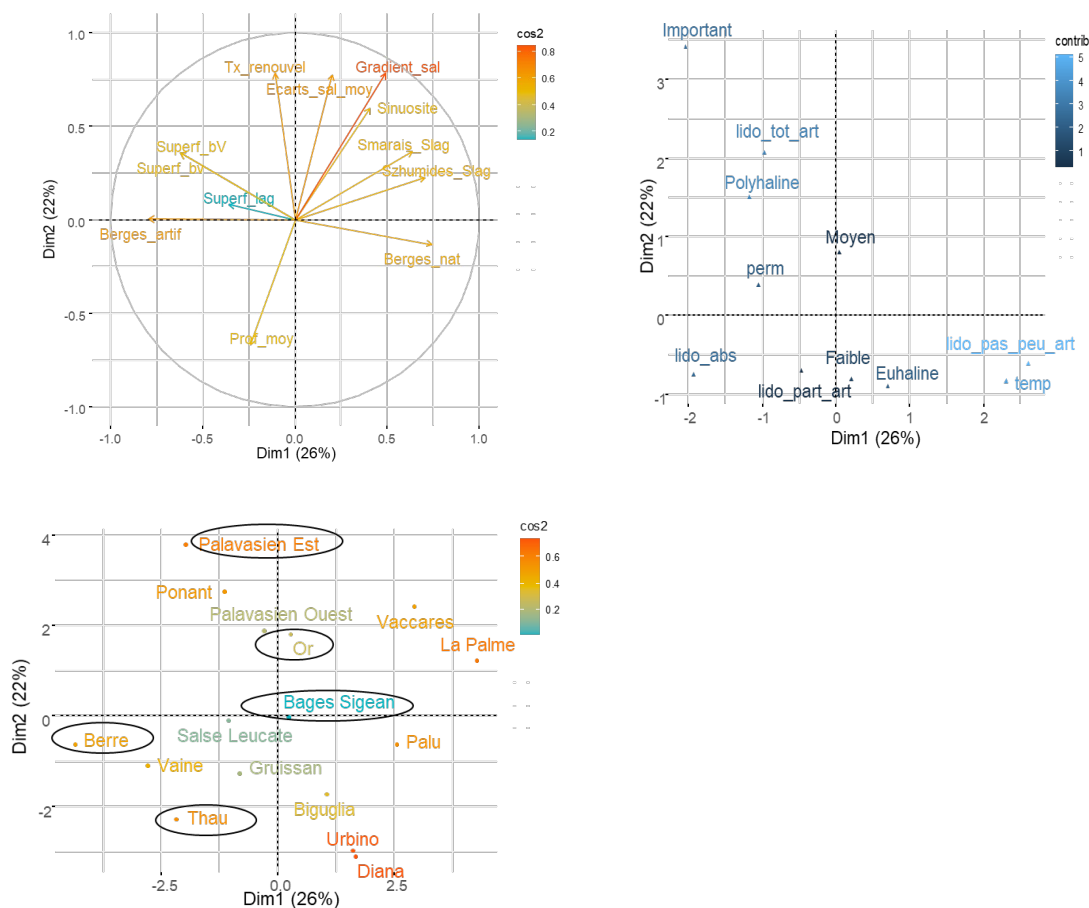 cos2
1.0
Tx_renouvel
Gradient_sal
0.8
Ecarts_sal_moy
0.6
Sinuosite
0.4
0.5
Superf_bV
Smarais_Slag
0.2
Superf_bv
Szhumides_Slag
Superf_lag
0.0
Berges_artif
Berges_nat
-0.5
Prof_moy
-1.0
Dim2 (22%)
-1.0
-0.5
0.0
0.5
1.0
Dim1 (26%)
Important
contrib
5
4
3
2
1
3
lido_tot_art
2
Polyhaline
1
Moyen
perm
0
lido_pas_peu_art
lido_abs
Faible
Euhaline
temp
lido_part_art
-1
Dim2 (22%)
-2
-1
0
1
2
Dim1 (26%)
cos2
0.6
0.4
0.2
4
Palavasien Est
Ponant
Palavasien Ouest
Vaccares
2
Or
La Palme
Bages Sigean
0
Berre
Salse Leucate
Palu
Vaine
Gruissan
-2
Thau
Biguglia
Urbino
Diana
Dim2 (22%)
-2.5
0.0
2.5
Dim1 (26%)